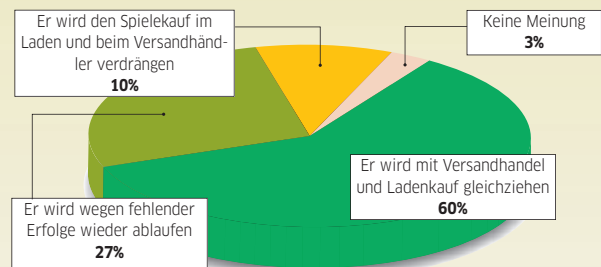 Er wird den Spielekauf im
Laden und beim Versandhänd-
ler verdrängen
10%
Keine Meinung
3%
Er wird mit Versandhandel
und Ladenkauf gleichziehen
60%
Er wird wegen fehlender
Erfolge wieder ablaufen
27%